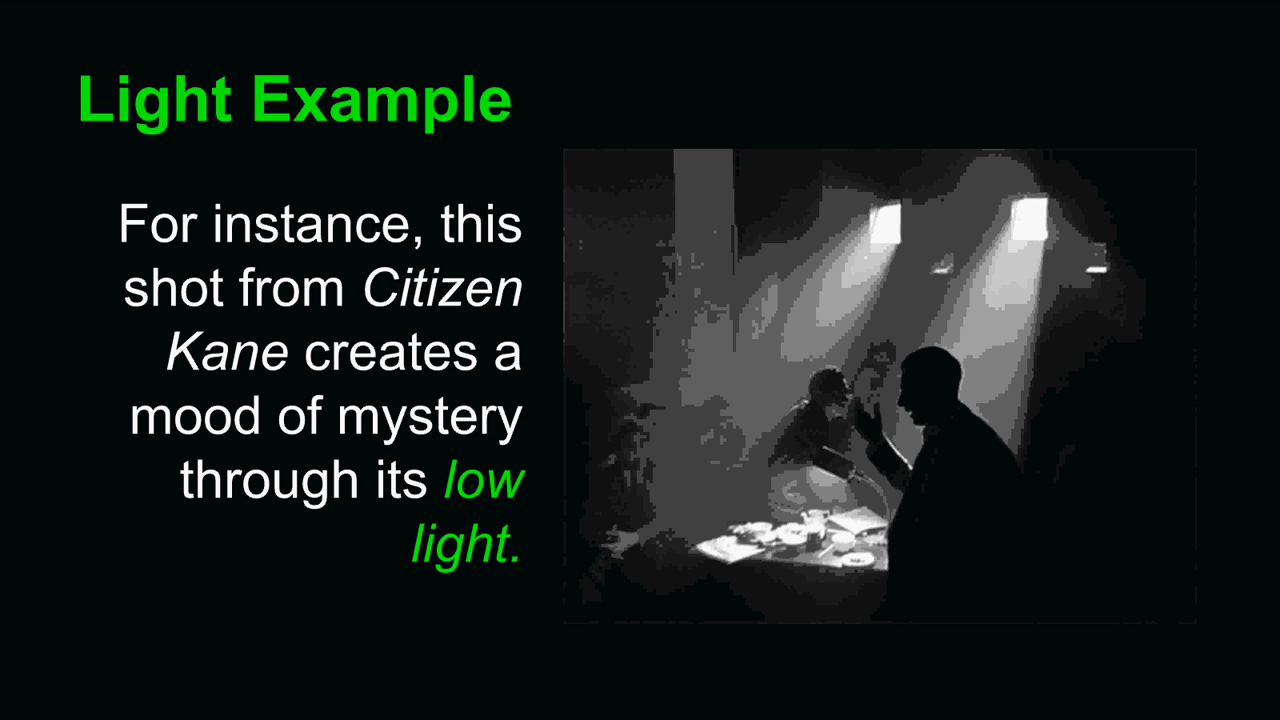 Light Example
For instance, this
shot from Citizen
Kane creates a
mood of mystery
through its low
light.